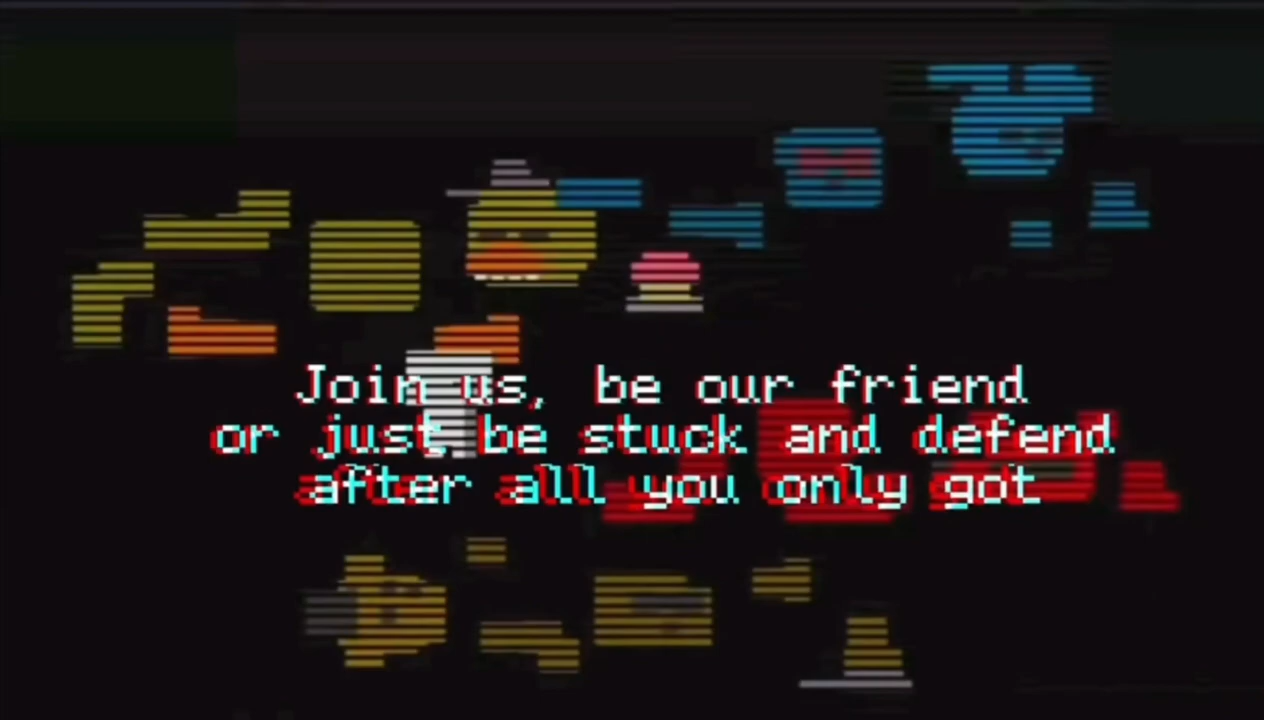 Join us, be our friend
or just be stuck and defend
after all you only got